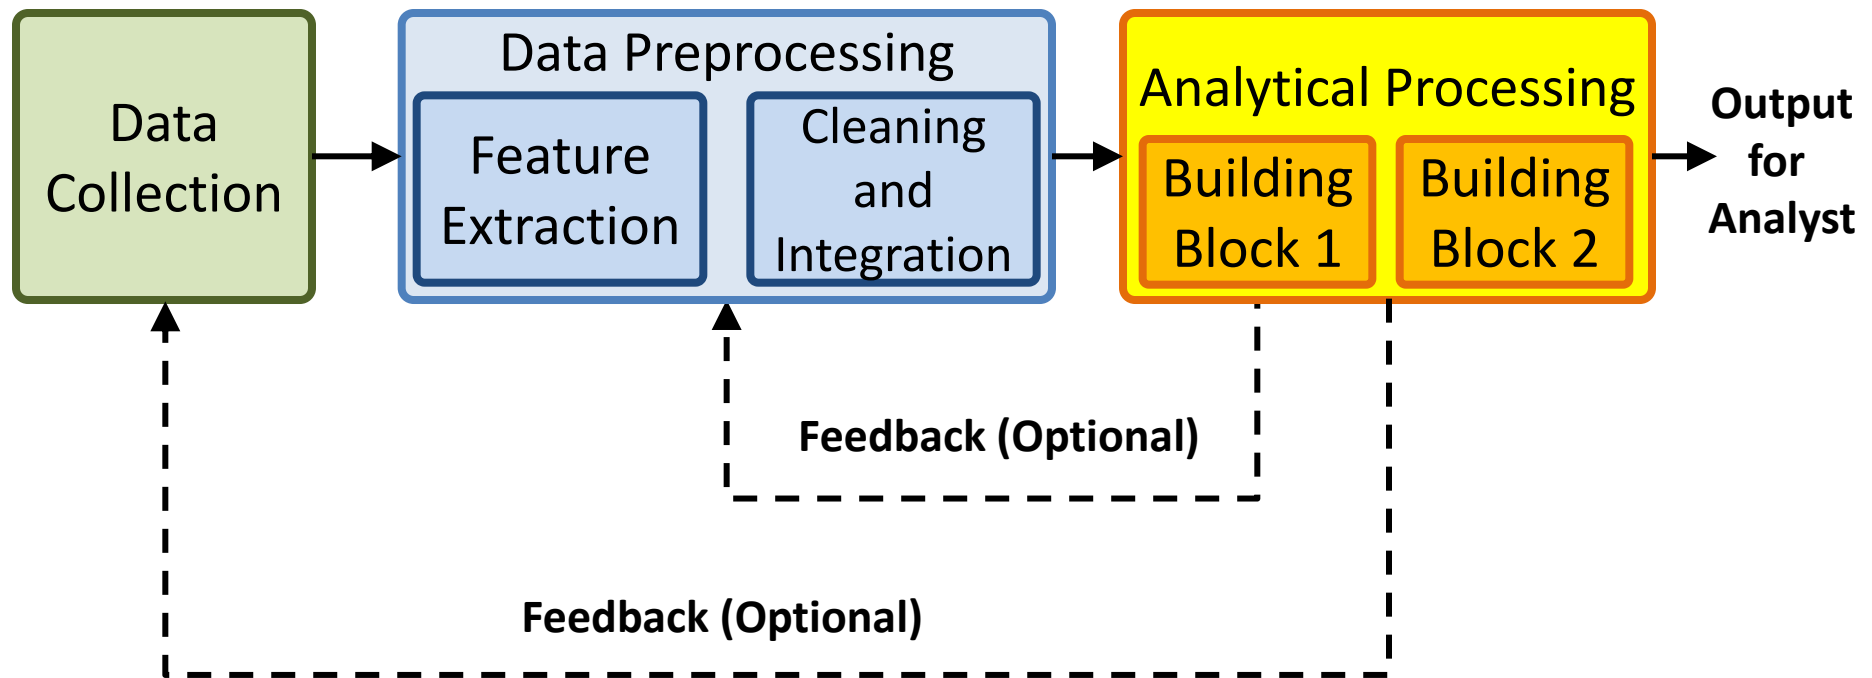 Data
Collection
Data Preprocessing
Feature
Extraction
Cleaning
and
Integration
Analytical Processing
Building
Block 1
Building
Block 2
Output
for
Analyst
Feedback (Optional)
Feedback (Optional)